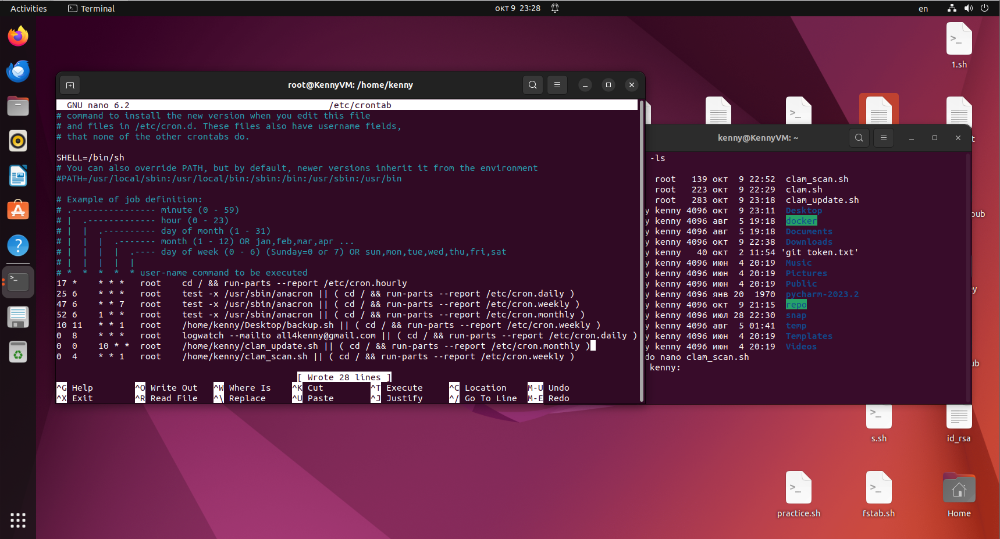 Activities
Terminal
окт 9 23:28
en
root@KennyVM: /home/kenny
GNU nano 6.2 /etc/crontab
# command to install the new version when you edit this file
# and files in /etc/cron.d. These files also have username fields,
# that none of the other crontabs do.
SHELL=/bin/sh
# You can also override PATH, but by default, newer versions inherit it from the environment
#PATH=/usr/local/sbin:/usr/local/bin:/sbin:/bin:/usr/sbin:/usr/bin
# Example of job definition:
# .---------------- minute (0 - 59)
# | .------------- hour (0 - 23)
# | | .---------- day of month (1 - 31)
# | | | .------- month (1 - 12) OR jan,feb,mar,apr ...
# | | | | .---- day of week (0 - 6) (Sunday=0 or 7) OR sun,mon,tue,wed,thu,fri,sat
# | | | | |
# * * * * * user-name command to be executed
17 * * * * root cd / && run-parts --report /etc/cron.hourly
25 6 * * * root test -x /usr/sbin/anacron || ( cd / && run-parts --report /etc/cron.daily )
47 6 * * 7 root test -x /usr/sbin/anacron || ( cd / && run-parts --report /etc/cron.weekly )
52 6 1 * * root test -x /usr/sbin/anacron || ( cd / && run-parts --report /etc/cron.monthly )
10 11 * * 1 root /home/kenny/Desktop/backup.sh || ( cd / && run-parts --report /etc/cron.weekly )
0 8 * * * root logwatch --mailto all4kenny@gmail.com || ( cd / && run-parts --report /etc/cron.daily )
0 0 10 * * root /home/kenny/clam_update.sh || ( cd / && run-parts --report /etc/cron.monthly )
0 4 * * 1 root /home/kenny/clam_scan.sh || ( cd / && run-parts --report /etc/cron.weekly )
[ Wrote 28 lines ]
^G Help ^O Write Out ^W Where Is ^K Cut ^T Execute ^C Location M-U Undo
^X Exit ^R Read File ^\ Replace ^U Paste ^J Justify ^/ Go To Line M-E Redo
kenny@KennyVM: ~
-ls
root 139 окт 9 22:52 clam_scan.sh
root 223 окт 9 22:29 clam.sh
root 283 окт 9 23:18 clam_update.sh
y kenny 4096 окт 9 23:11 Desktop
y kenny 4096 авг 5 19:18 docker
y kenny 4096 авг 5 19:18 Documents
y kenny 4096 окт 9 22:38 Downloads
y kenny 40 окт 2 11:54 'git token.txt'
y kenny 4096 июн 4 20:19 Music
y kenny 4096 июн 4 20:19 Pictures
y kenny 4096 июн 4 20:19 Public
y kenny 4096 янв 20 1970 pycharm-2023.2
y kenny 4096 окт 9 21:15 repo
y kenny 4096 июл 28 22:30 snap
y kenny 4096 авг 5 01:41 temp
y kenny 4096 июн 4 20:19 Templates
y kenny 4096 июн 4 20:19 Videos
do nano clam_scan.sh
kenny:
1.sh
t
oub
ey
ub
s.sh
id_rsa
practice.sh
fstab.sh
Home